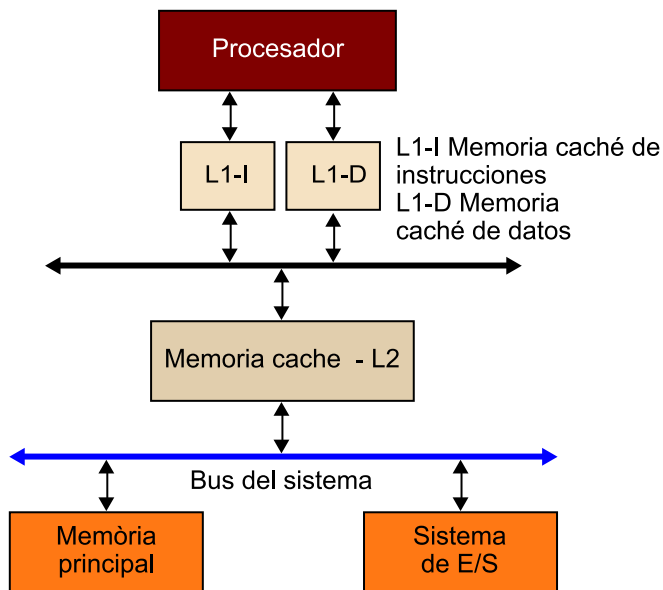 Procesador
L1-I
L1-D
L1-I Memoria caché de
instrucciones
L1-D Memoria
caché de datos
Memoria cache - L2
Bus del sistema
Memòria
principal
Sistema
de E/S